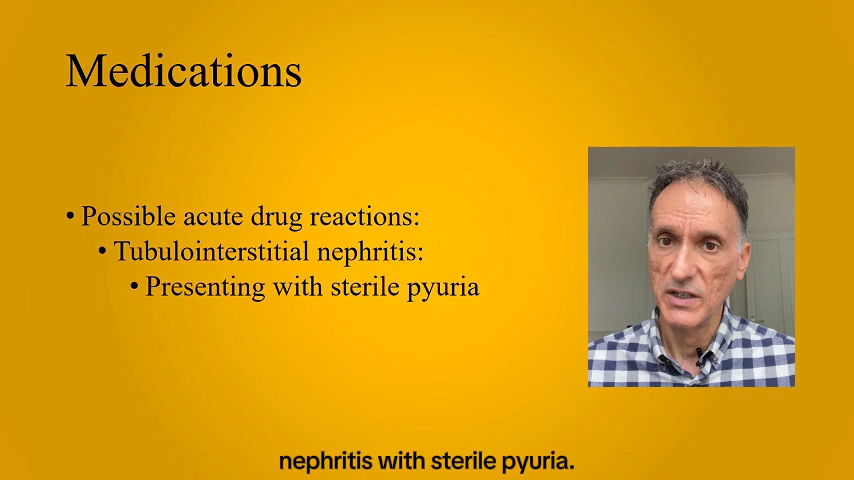 Medications
• Possible acute drug reactions:
• Tubulointerstitial nephritis:
• Presenting with sterile pyuria
nephritis with sterile pyuria.